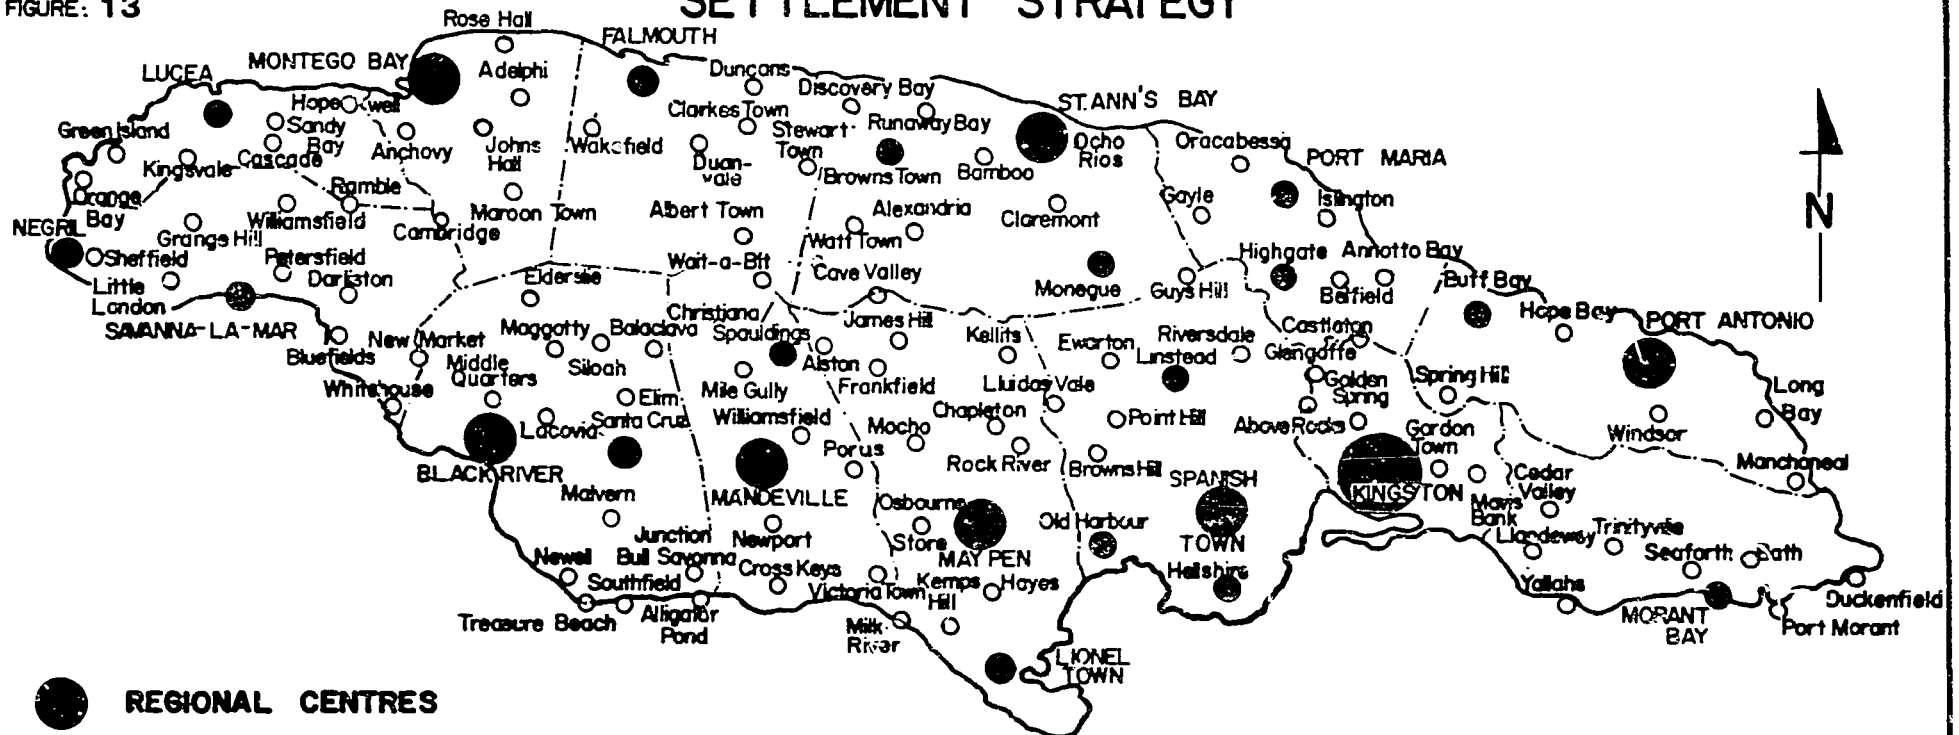 FIGURE: 13
SETTLEMENT STRATEGY
Rose Hall
FALMOUTH
MONTEGO BAY
LUCEA
Adelphi
Duncans
Discovery Bay
ST. ANN'S BAY
Hopewell
Clarkes Town
Green Island
Sandy
Bay
Stewart
Town
Runaway Bay
Oracabessa
Kingsvale
Cascade
Anchovy
Johns
Hall
Wakefield
Duan-
vale
Ocho
Rios
PORT MARIA
Browns Town
Bamboo
Orange
Bay
Ramble
Islington
Gayle
NEGRIL
Williamsfield
Maroon Town
Albert Town
Alexandria
Claremont
Grange Hill
Cambridge
Watt Town
N
Sheffield
Petersfield
Highgate
Annotto Bay
Little
London
Darliston
Elderslie
Wait-a-Bit
Cave Valley
Monegue
Guys Hill
Belfield
Buff Bay
Hope Bay
SAVANNA-LA-MAR
New Market
Maggotty
Balaclava
Christiana
Spauldings
James Hill
Kellits
Ewarton
Riversdale
Castleton
PORT ANTONIO
Bluefields
Middle
Quarters
Siloah
Alston
Linstead
Glengoffe
Whitehouse
Elim
Mile Gully
Frankfield
Lluidas Vale
Golden
Spring
Spring Hill
Long
Bay
Lacovia
Santa Cruz
Williamsfield
Mocho
Chapleton
Point Hill
Above Rocks
Gordon
Town
Windsor
BLACK RIVER
Porus
Rock River
Browns Hill
SPANISH
TOWN
Manchoneal
Malvern
MANDEVILLE
Osbourne
Store
KINGSTON
Mavis
Bank
Cedar
Valley
Junction
Newport
MAY PEN
Old Harbour
Llandewey
Trinityville
Newell
Bull Savanna
Cross Keys
Hellshire
Seaforth
Bath
Southfield
Victoria Town
Kemps
Hill
Hayes
Yallahs
Treasure Beach
Alligator
Pond
Milk
River
MORANT
BAY
Duckenfield
Port Morant
LIONEL
TOWN
REGIONAL CENTRES